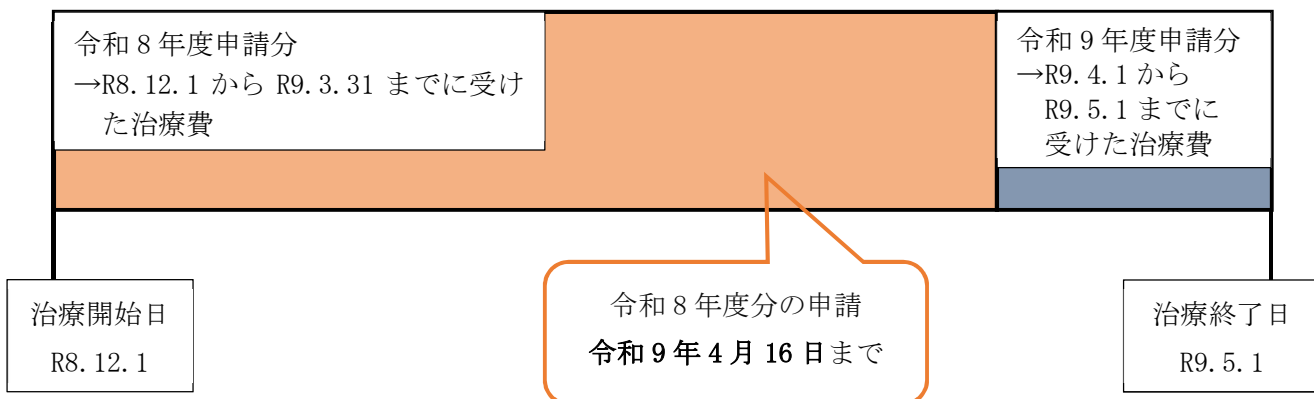 令和８年度申請分
→R8.12.1 から R9.3.31 までに受け
た治療費
令和９年度申請分
→R9.4.1 から
R9.5.1 までに
受けた治療費
治療開始日
R8.12.1
令和８年度分の申請
令和９年４月 16 日まで
治療終了日
R9.5.1